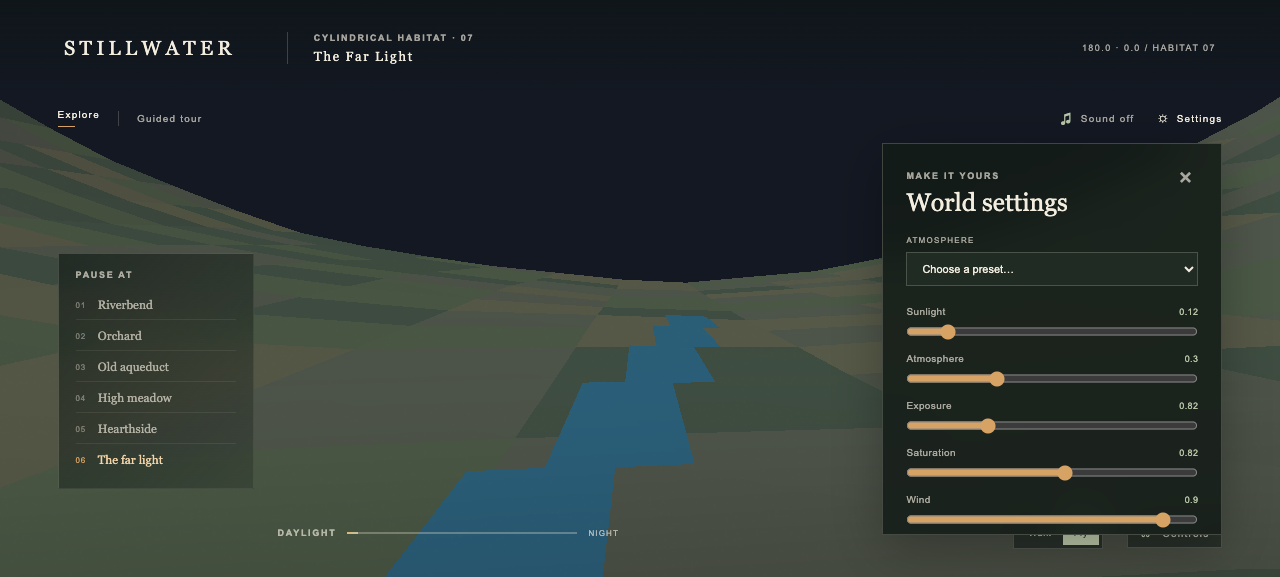 STILLWATER
CYLINDRICAL HABITAT · 07
The Far Light
180.0 · 0.0 / HABITAT 07
Explore
Guided tour
Sound off
Settings
PAUSE AT
01 Riverbend
02 Orchard
03 Old aqueduct
04 High meadow
05 Hearthside
06 The far light
MAKE IT YOURS
World settings
ATMOSPHERE
Choose a preset...
Sunlight 0.12
Atmosphere 0.3
Exposure 0.82
Saturation 0.82
Wind 0.9
DAYLIGHT
NIGHT
Controls